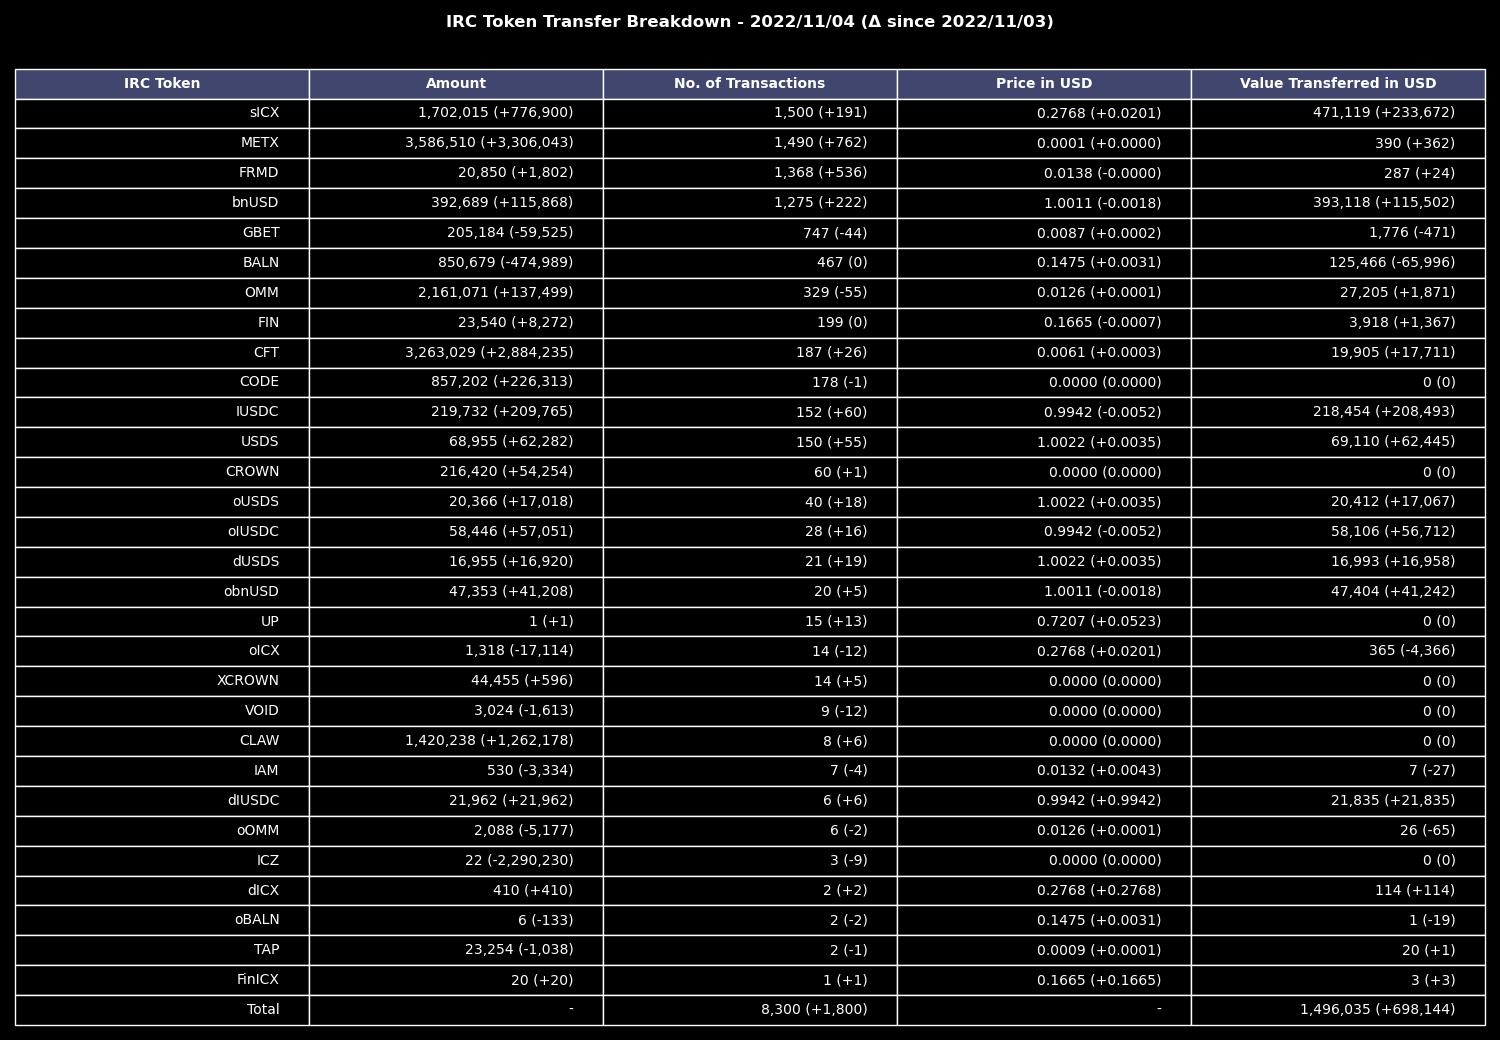 IRC Token Transfer Breakdown - 2022/11/04 (Δ since 2022/11/03)
IRC Token Amount No. of Transactions Price in USD Value Transferred in USD
sICX 1,702,015 (+776,900) 1,500 (+191) 0.2768 (+0.0201) 471,119 (+233,672)
METX 3,586,510 (+3,306,043) 1,490 (+762) 0.0001 (+0.0000) 390 (+362)
FRMD 20,850 (+1,802) 1,368 (+536) 0.0138 (-0.0000) 287 (+24)
bnUSD 392,689 (+115,868) 1,275 (+222) 1.0011 (-0.0018) 393,118 (+115,502)
GBET 205,184 (-59,525) 747 (-44) 0.0087 (+0.0002) 1,776 (-471)
BALN 850,679 (-474,989) 467 (0) 0.1475 (+0.0031) 125,466 (-65,996)
OMM 2,161,071 (+137,499) 329 (-55) 0.0126 (+0.0001) 27,205 (+1,871)
FIN 23,540 (+8,272) 199 (0) 0.1665 (-0.0007) 3,918 (+1,367)
CFT 3,263,029 (+2,884,235) 187 (+26) 0.0061 (+0.0003) 19,905 (+17,711)
CODE 857,202 (+226,313) 178 (-1) 0.0000 (0.0000) 0 (0)
IUSDC 219,732 (+209,765) 152 (+60) 0.9942 (-0.0052) 218,454 (+208,493)
USDS 68,955 (+62,282) 150 (+55) 1.0022 (+0.0035) 69,110 (+62,445)
CROWN 216,420 (+54,254) 60 (+1) 0.0000 (0.0000) 0 (0)
oUSDS 20,366 (+17,018) 40 (+18) 1.0022 (+0.0035) 20,412 (+17,067)
oIUSDC 58,446 (+57,051) 28 (+16) 0.9942 (-0.0052) 58,106 (+56,712)
dUSDS 16,955 (+16,920) 21 (+19) 1.0022 (+0.0035) 16,993 (+16,958)
obnUSD 47,353 (+41,208) 20 (+5) 1.0011 (-0.0018) 47,404 (+41,242)
UP 1 (+1) 15 (+13) 0.7207 (+0.0523) 0 (0)
oICX 1,318 (-17,114) 14 (-12) 0.2768 (+0.0201) 365 (-4,366)
XCROWN 44,455 (+596) 14 (+5) 0.0000 (0.0000) 0 (0)
VOID 3,024 (-1,613) 9 (-12) 0.0000 (0.0000) 0 (0)
CLAW 1,420,238 (+1,262,178) 8 (+6) 0.0000 (0.0000) 0 (0)
IAM 530 (-3,334) 7 (-4) 0.0132 (+0.0043) 7 (-27)
dIUSDC 21,962 (+21,962) 6 (+6) 0.9942 (+0.9942) 21,835 (+21,835)
oOMM 2,088 (-5,177) 6 (-2) 0.0126 (+0.0001) 26 (-65)
ICZ 22 (-2,290,230) 3 (-9) 0.0000 (0.0000) 0 (0)
dICX 410 (+410) 2 (+2) 0.2768 (+0.2768) 114 (+114)
oBALN 6 (-133) 2 (-2) 0.1475 (+0.0031) 1 (-19)
TAP 23,254 (-1,038) 2 (-1) 0.0009 (+0.0001) 20 (+1)
FinICX 20 (+20) 1 (+1) 0.1665 (+0.1665) 3 (+3)
Total - 8,300 (+1,800) - 1,496,035 (+698,144)